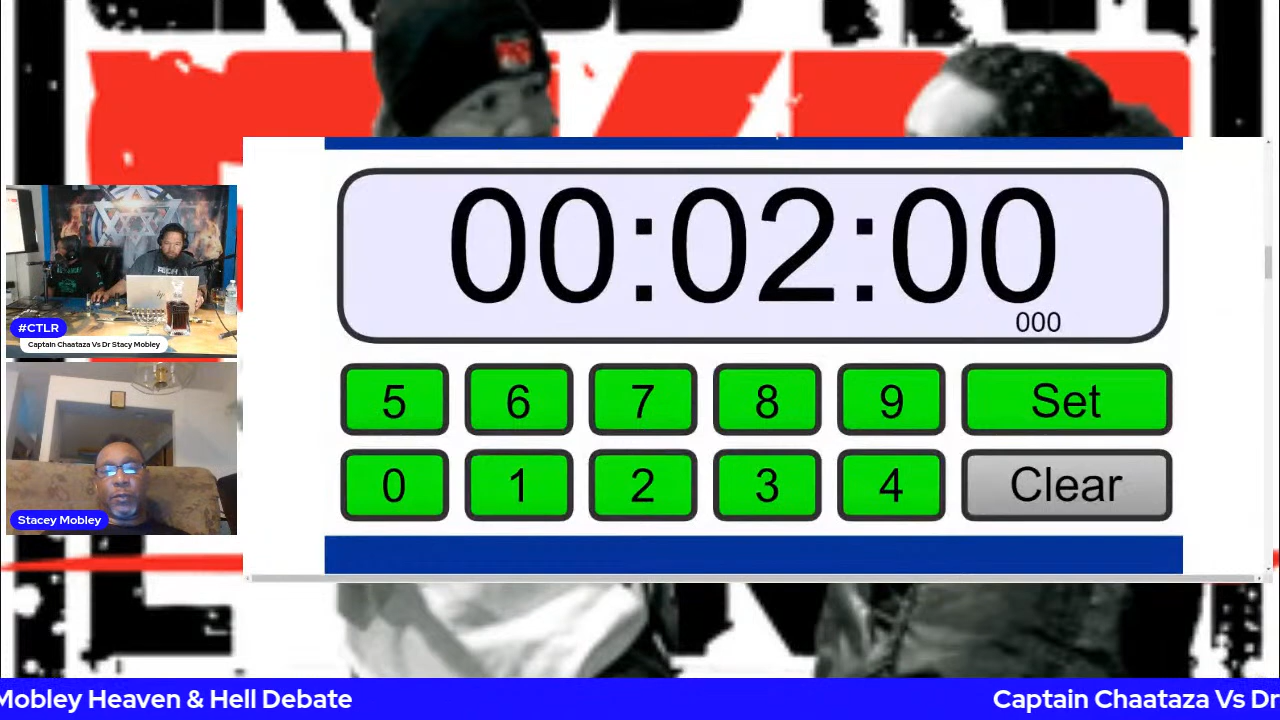 00:02:00
000
5 6 7 8 9 Set
0 1 2 3 4 Clear
#CTLR
Captain Chaataza Vs Dr Stacy Mobley
Stacey Mobley
Mobley Heaven & Hell Debate
Captain Chaataza Vs Dr